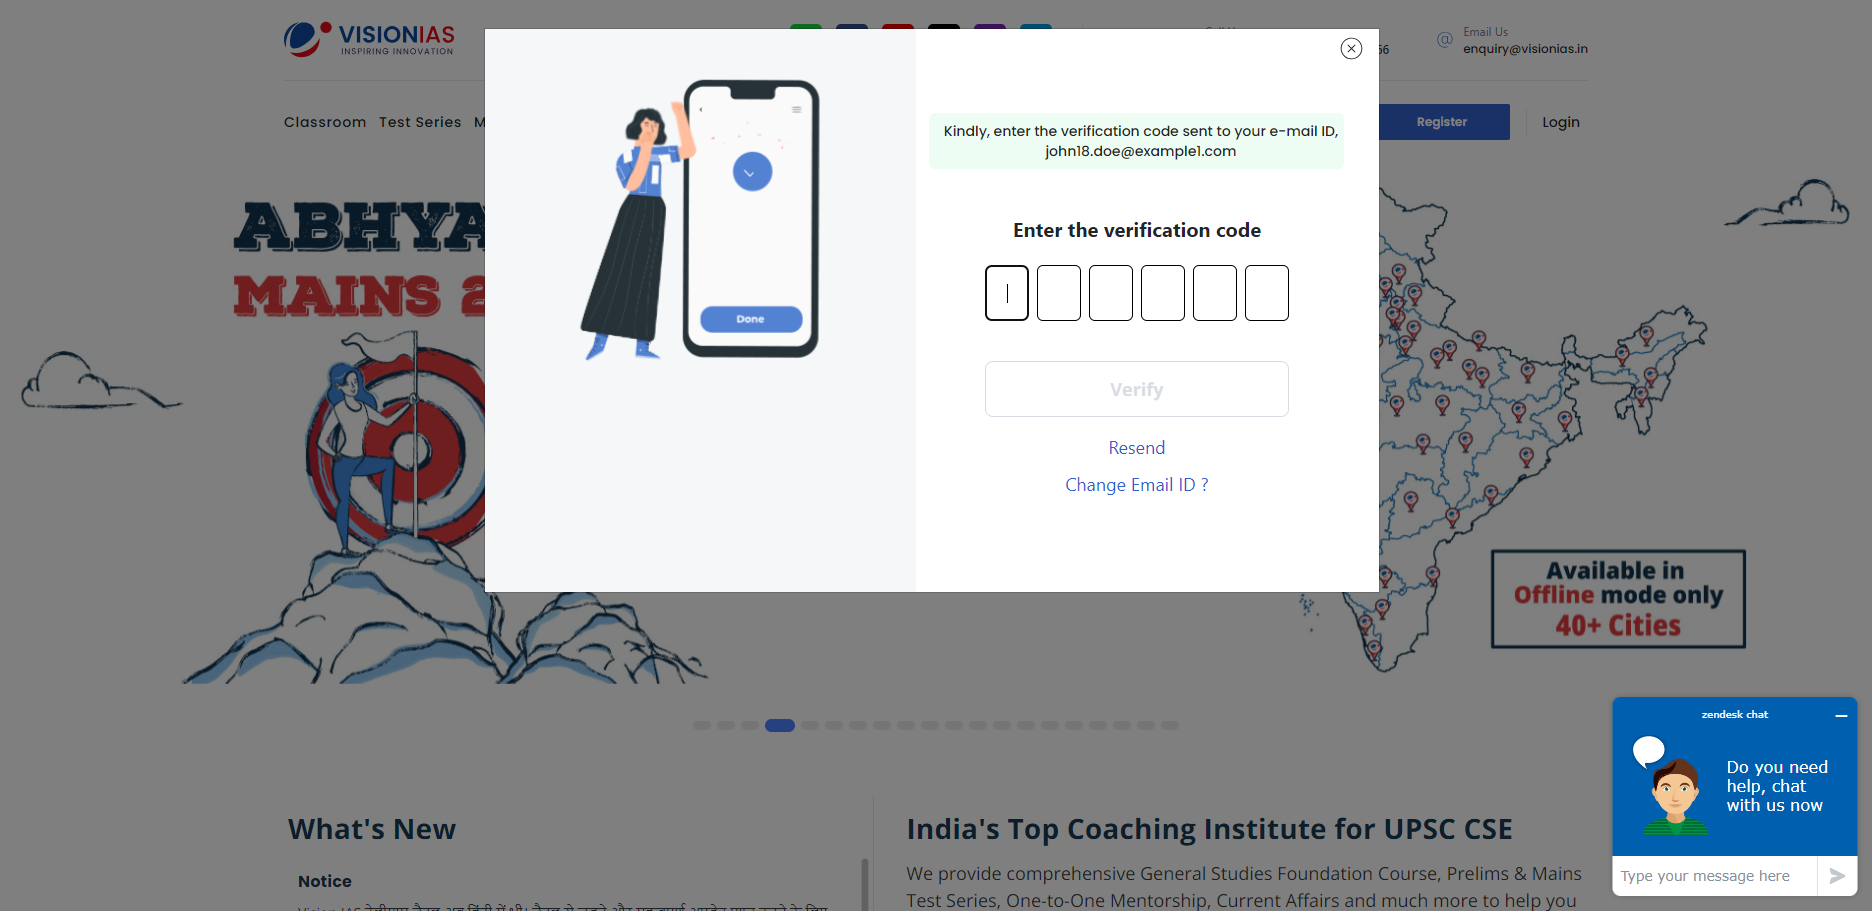 VISIONIAS
INSPIRING INNOVATION
66
Email Us
enquiry@visionias.in
Classroom
Test Series
M
Register
Login
Kindly, enter the verification code sent to your e-mail ID,
john18.doe@example1.com
Enter the verification code
Verify
Resend
Change Email ID ?
Done
ABHYA
MAINS 2
Available in
Offline mode only
40+ Cities
zendesk chat
Do you need
help, chat
with us now
Type your message here
What's New
Notice
India's Top Coaching Institute for UPSC CSE
We provide comprehensive General Studies Foundation Course, Prelims & Mains
Test Series, One-to-One Mentorship, Current Affairs and much more to help you